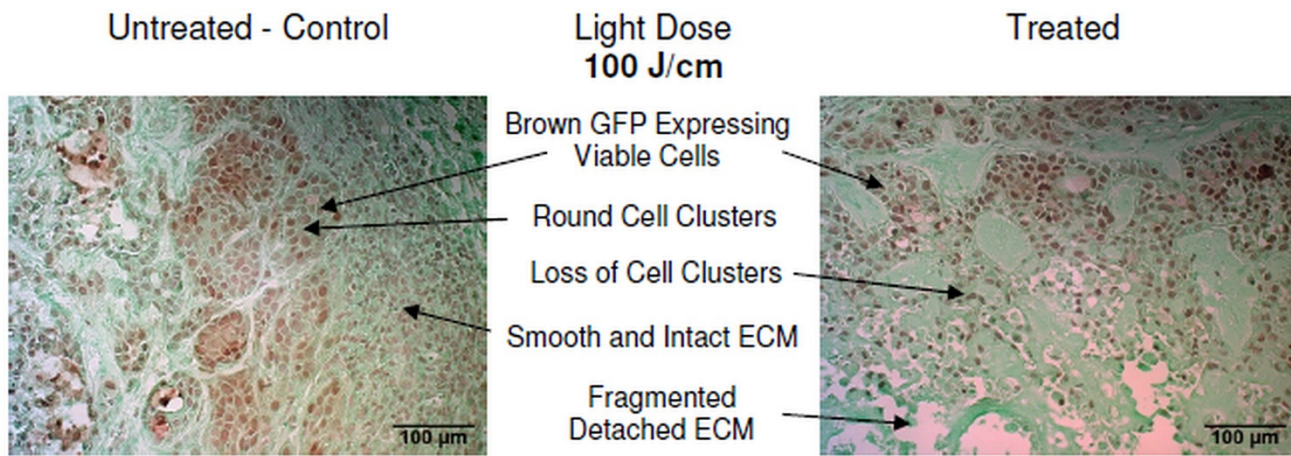 Untreated - Control
Light Dose
100 J/cm
Treated
Brown GFP Expressing
Viable Cells
Round Cell Clusters
Loss of Cell Clusters
Smooth and Intact ECM
Fragmented
Detached ECM
100 µm
100 µm